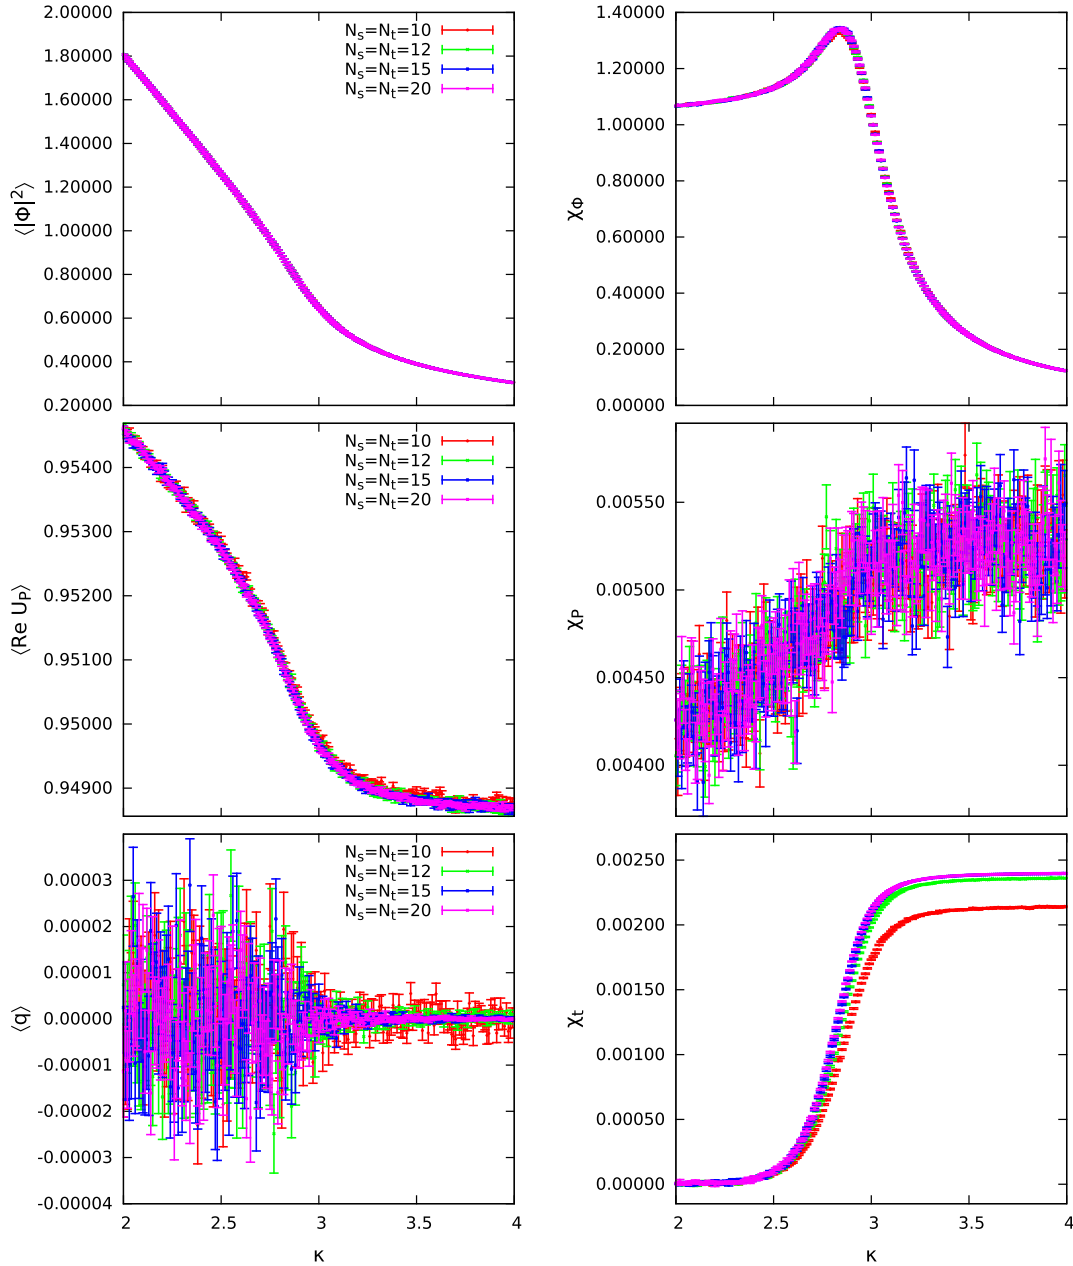 ⟨|Φ|²⟩
1.80000
1.60000
1.40000
1.20000
1.00000
0.80000
0.60000
0.40000
0.20000
Nₛ=Nₜ=10
Nₛ=Nₜ=12
Nₛ=Nₜ=15
Nₛ=Nₜ=20
χ_Φ
1.40000
1.20000
1.00000
0.80000
0.60000
0.40000
0.20000
0.00000
⟨Re U_P⟩
0.95400
0.95300
0.95200
0.95100
0.95000
0.94900
Nₛ=Nₜ=10
Nₛ=Nₜ=12
Nₛ=Nₜ=15
Nₛ=Nₜ=20
χ_P
0.00550
0.00500
0.00450
0.00400
⟨q⟩
0.00003
0.00002
0.00001
0.00000
-0.00001
-0.00002
-0.00003
-0.00004
Nₛ=Nₜ=10
Nₛ=Nₜ=12
Nₛ=Nₜ=15
Nₛ=Nₜ=20
2 2.5 3 3.5 4
κ
χₜ
0.00250
0.00200
0.00150
0.00100
0.00050
0.00000
2 2.5 3 3.5 4
κ